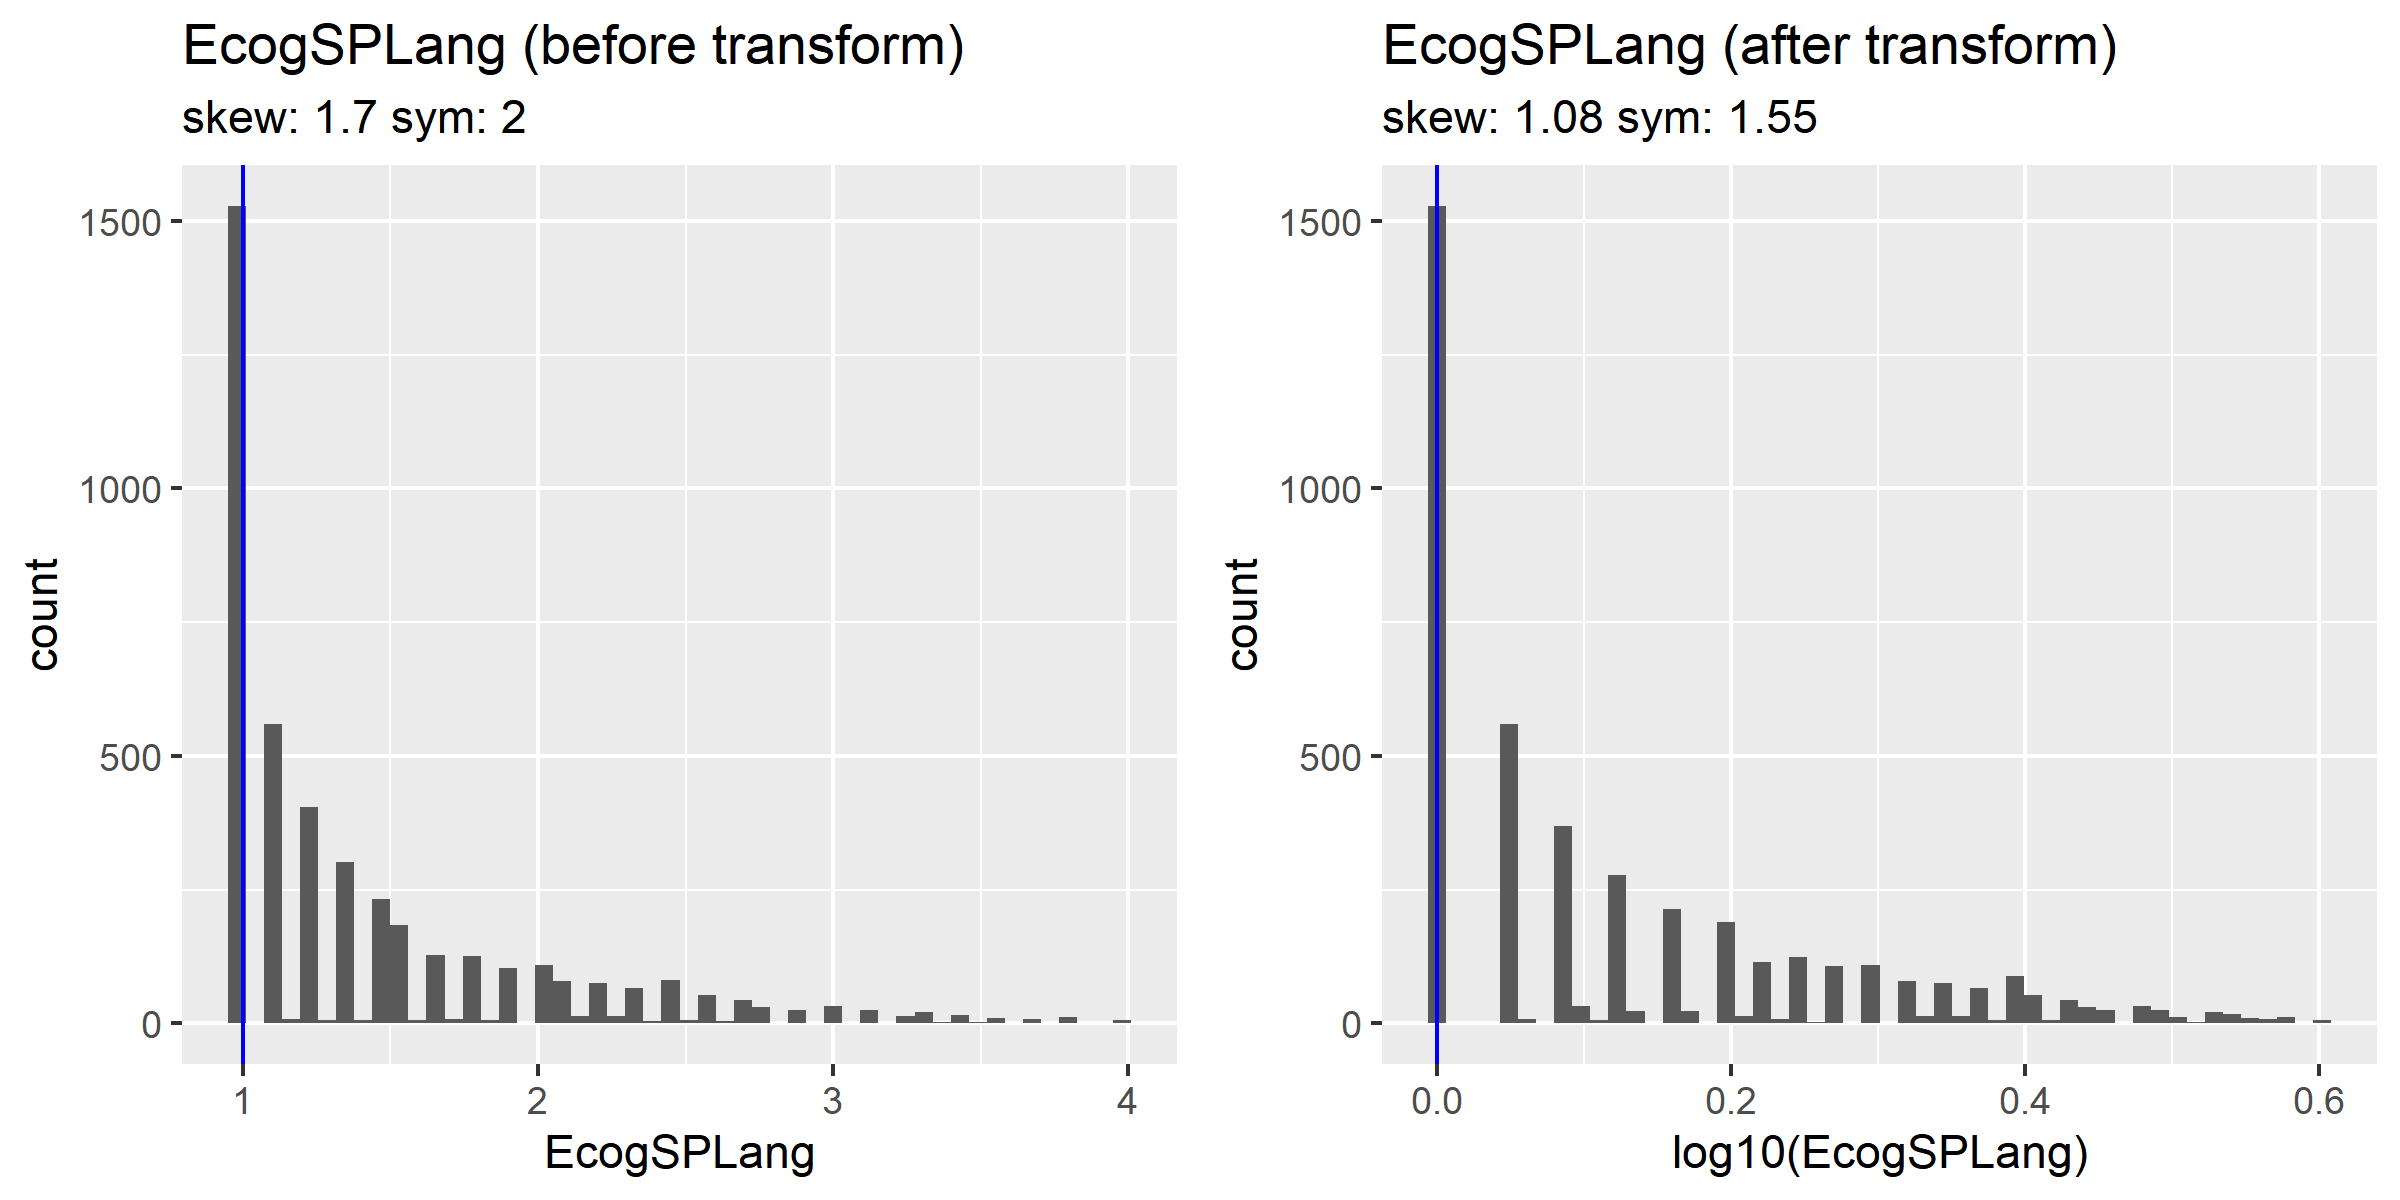 EcogSPLang (before transform)
skew: 1.7 sym: 2
1500
1000
500
0
count
1
2
3
4
EcogSPLang
EcogSPLang (after transform)
skew: 1.08 sym: 1.55
1500
1000
500
0
count
0.0
0.2
0.4
0.6
log10(EcogSPLang)